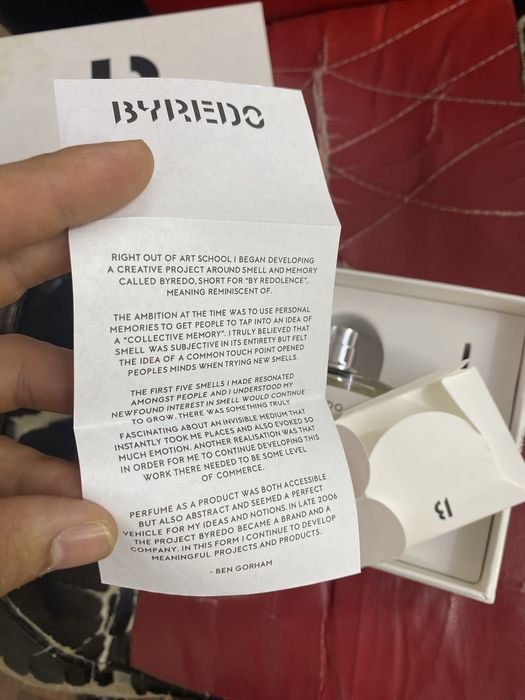 BYREDO
RIGHT OUT OF ART SCHOOL I BEGAN DEVELOPING
A CREATIVE PROJECT AROUND SMELL AND MEMORY
CALLED BYREDO, SHORT FOR "BY REDOLENCE",
MEANING REMINISCENT OF.
THE AMBITION AT THE TIME WAS TO USE PERSONAL
MEMORIES TO GET PEOPLE TO TAP INTO AN IDEA OF
A "COLLECTIVE MEMORY". I TRULY BELIEVED THAT
SMELL WAS SUBJECTIVE IN ITS ENTIRETY BUT FELT
THE IDEA OF A COMMON TOUCH POINT OPENED
PEOPLES MINDS WHEN TRYING NEW SMELLS.
THE FIRST FIVE SMELLS I MADE RESONATED
AMONGST PEOPLE AND I UNDERSTOOD MY
NEWFOUND INTEREST IN SMELL WOULD CONTINUE
TO GROW. THERE WAS SOMETHING TRULY
FASCINATING ABOUT AN INVISIBLE MEDIUM THAT
INSTANTLY TOOK ME PLACES AND ALSO EVOKED SO
MUCH EMOTION. ANOTHER REALISATION WAS THAT
IN ORDER FOR ME TO CONTINUE DEVELOPING THIS
WORK THERE NEEDED TO BE SOME LEVEL
OF COMMERCE.
PERFUME AS A PRODUCT WAS BOTH ACCESSIBLE
BUT ALSO ABSTRACT AND SEEMED A PERFECT
VEHICLE FOR MY IDEAS AND NOTIONS. IN LATE 2006
THE PROJECT BYREDO BECAME A BRAND AND A
COMPANY. IN THIS FORM I CONTINUE TO DEVELOP
MEANINGFUL PROJECTS AND PRODUCTS.
- BEN GORHAM
B